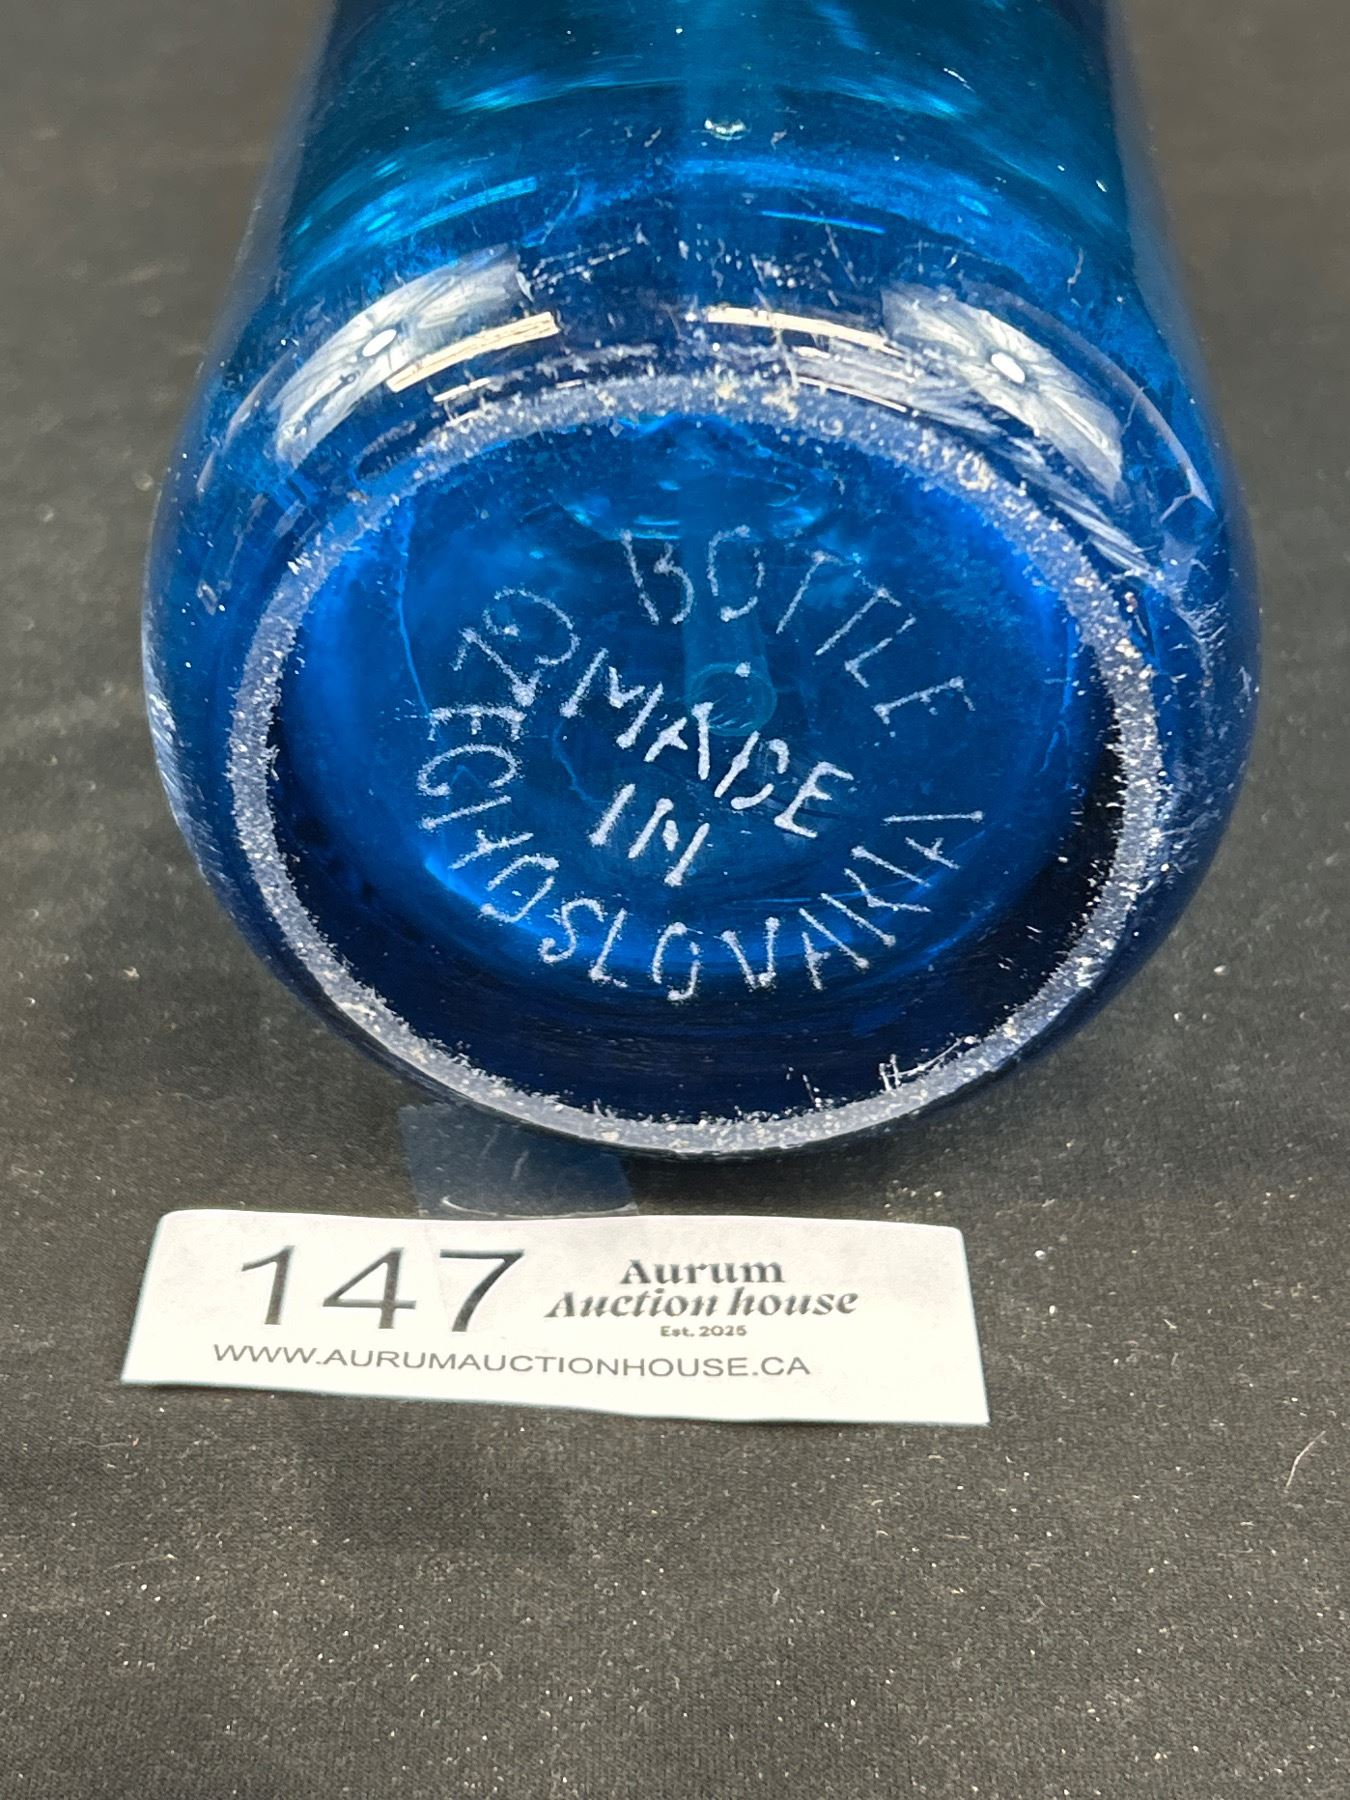 BOTTLE
MADE
IN
CZECHOSLOVAKIA
147
Aurum
Auction house
Est. 2025
WWW.AURUMAUCTIONHOUSE.CA